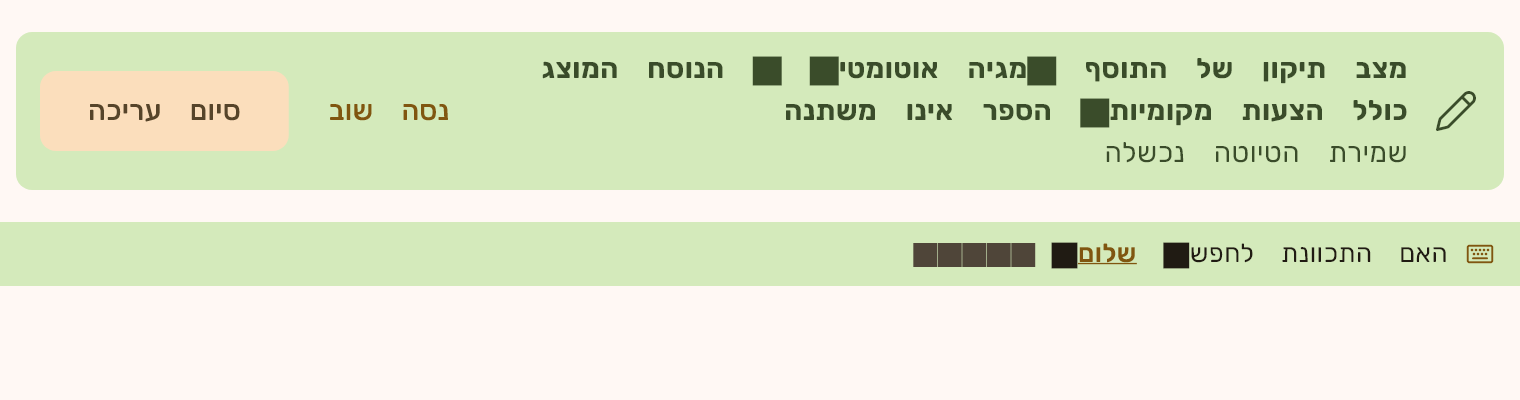 מצב תיקון של התוסף מגיה אוטומטי הנוסח המוצג
כולל הצעות מקומיות הספר אינו משתנה
שמירת הטיוטה נכשלה
נסה שוב
סיום עריכה
האם התכוונת לחפש שלום